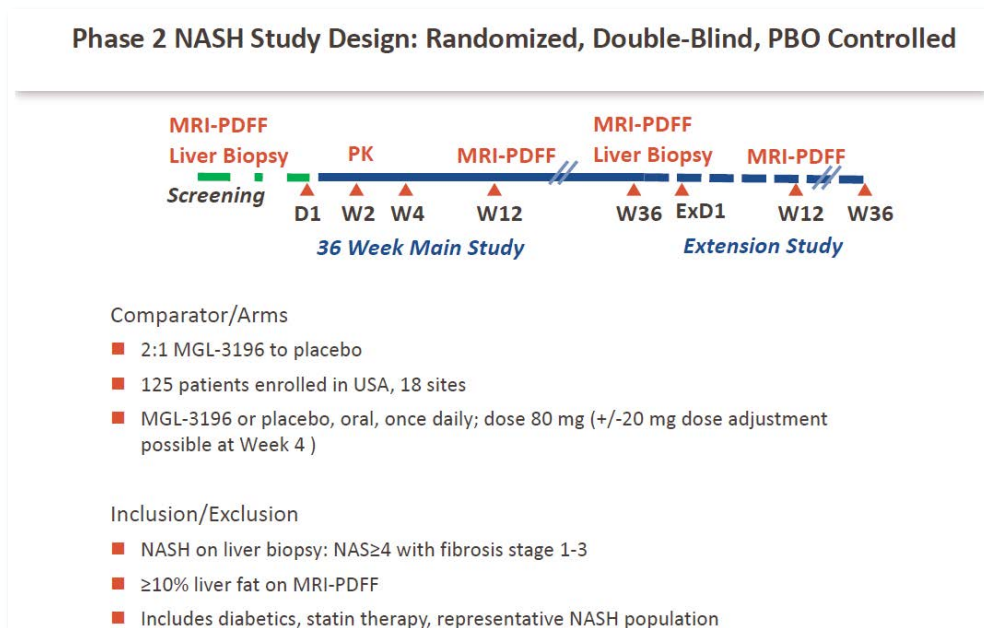 Phase 2 NASH Study Design: Randomized, Double-Blind, PBO Controlled
MRI-PDFF
Liver Biopsy
PK
MRI-PDFF
MRI-PDFF
Liver Biopsy
MRI-PDFF
Screening
D1
W2
W4
W12
W36
ExD1
W12
W36
36 Week Main Study
Extension Study
Comparator/Arms
2:1 MGL-3196 to placebo
125 patients enrolled in USA, 18 sites
MGL-3196 or placebo, oral, once daily; dose 80 mg (+/-20 mg dose adjustment
possible at Week 4 )
Inclusion/Exclusion
NASH on liver biopsy: NAS≥4 with fibrosis stage 1-3
≥10% liver fat on MRI-PDFF
Includes diabetics, statin therapy, representative NASH population